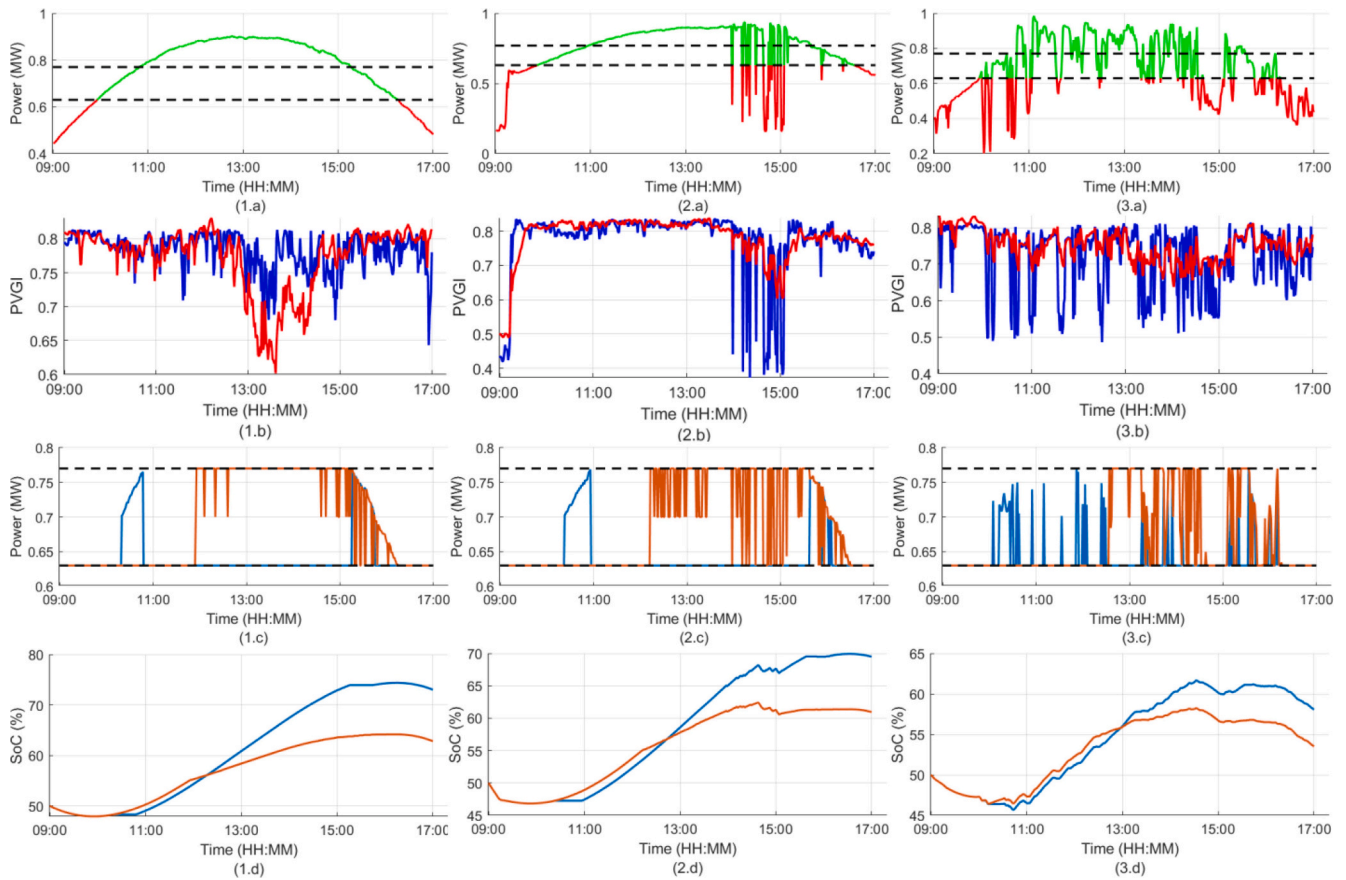 Power (MW)
1
0.8
0.6
0.4
09:00 11:00 13:00 15:00 17:00
Time (HH:MM)
(1.a)
Power (MW)
1
0.5
0
09:00 11:00 13:00 15:00 17:00
Time (HH:MM)
(2.a)
Power (MW)
1
0.8
0.6
0.4
0.2
09:00 11:00 13:00 15:00 17:00
Time (HH:MM)
(3.a)
PVGI
0.8
0.75
0.7
0.65
0.6
09:00 11:00 13:00 15:00 17:00
Time (HH:MM)
(1.b)
PVGI
0.8
0.7
0.6
0.5
0.4
09:00 11:00 13:00 15:00 17:00
Time (HH:MM)
(2.b)
PVGI
0.8
0.7
0.6
0.5
0.4
09:00 11:00 13:00 15:00 17:00
Time (HH:MM)
(3.b)
Power (MW)
0.8
0.75
0.7
0.65
0.6
09:00 11:00 13:00 15:00 17:00
Time (HH:MM)
(1.c)
Power (MW)
0.8
0.75
0.7
0.65
0.6
09:00 11:00 13:00 15:00 17:00
Time (HH:MM)
(2.c)
Power (MW)
0.8
0.75
0.7
0.65
0.6
09:00 11:00 13:00 15:00 17:00
Time (HH:MM)
(3.c)
SoC (%)
80
70
60
50
09:00 11:00 13:00 15:00 17:00
Time (HH:MM)
(1.d)
SoC (%)
70
65
60
55
50
45
09:00 11:00 13:00 15:00 17:00
Time (HH:MM)
(2.d)
SoC (%)
65
60
55
50
45
09:00 11:00 13:00 15:00 17:00
Time (HH:MM)
(3.d)